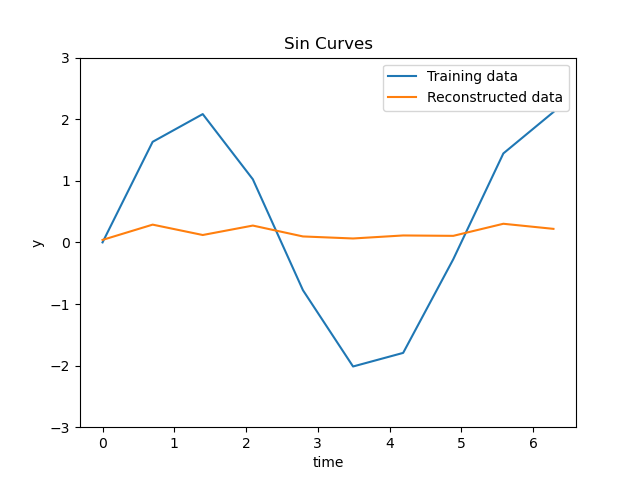 Sin Curves
Training data
Reconstructed data
3
2
1
0
−1
−2
−3
y
0 1 2 3 4 5 6
time